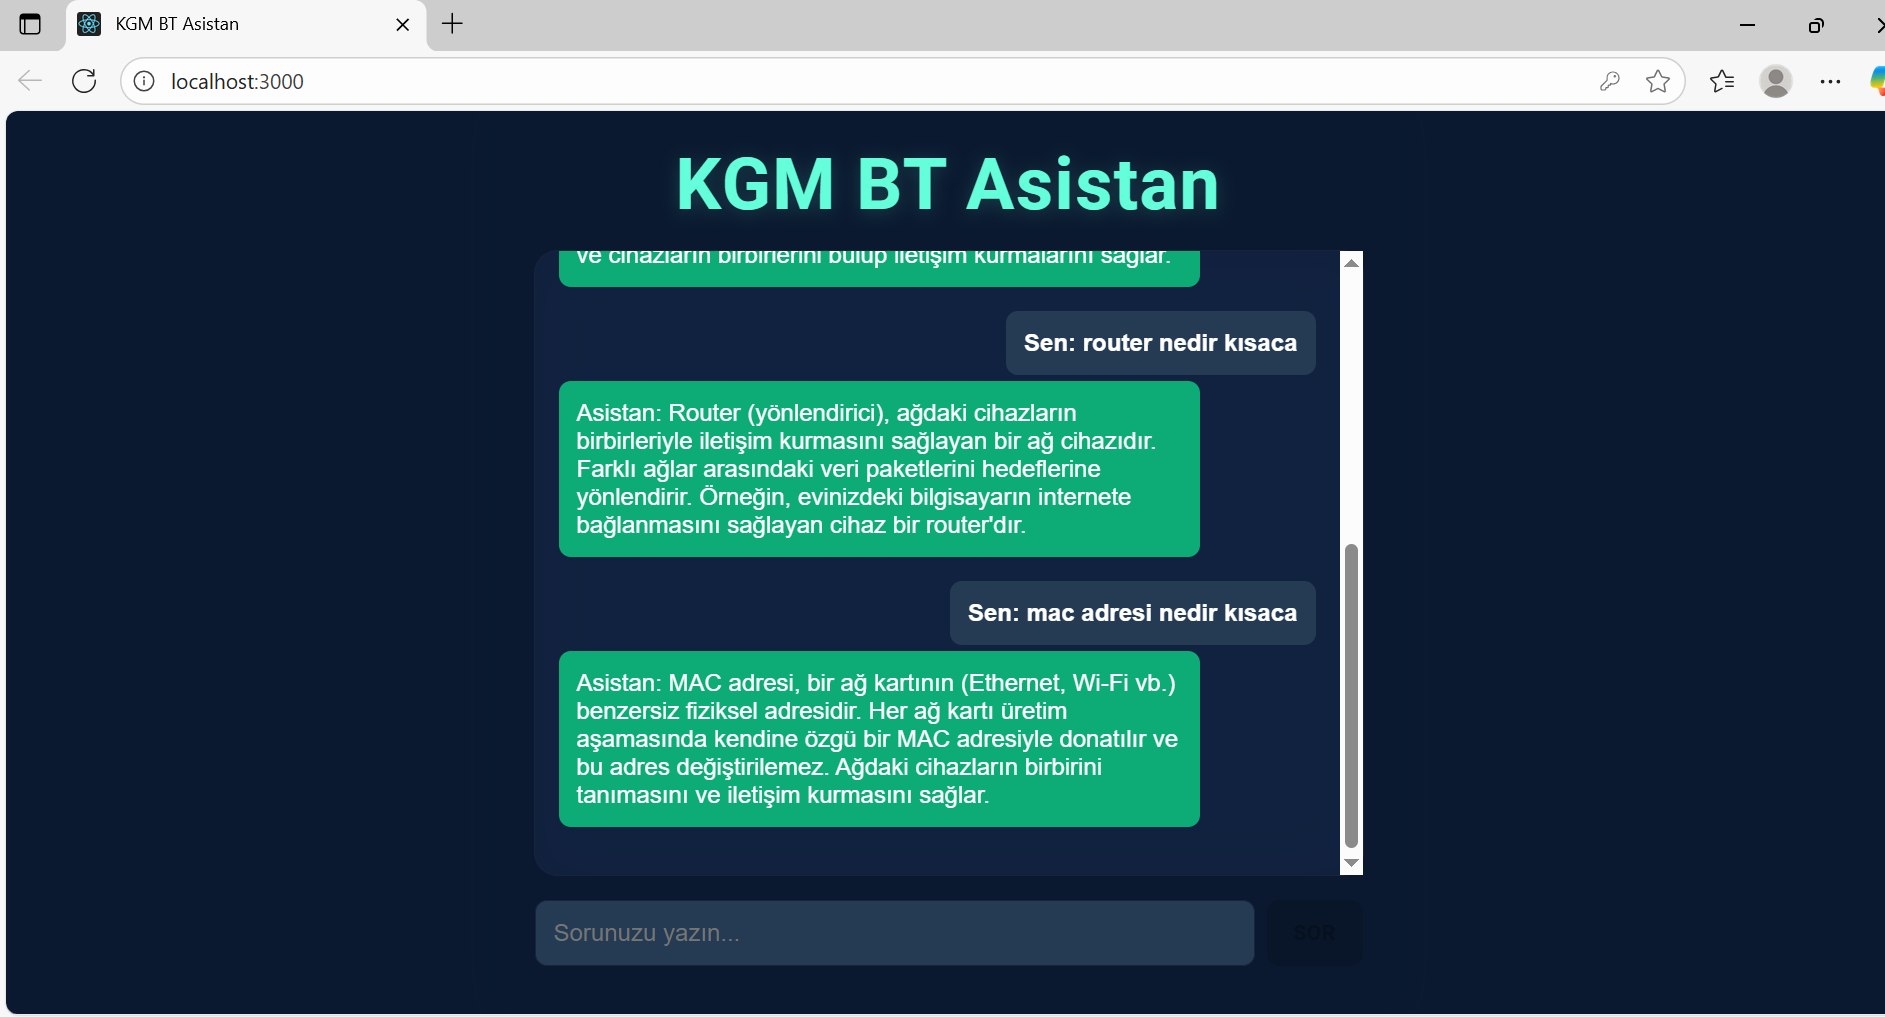 KGM BT Asistan
localhost:3000
KGM BT Asistan
ve cihazların birbirlerini bulup iletişim kurmalarını sağlar.
Sen: router nedir kısaca
Asistan: Router (yönlendirici), ağdaki cihazların
birbirleriyle iletişim kurmasını sağlayan bir ağ cihazıdır.
Farklı ağlar arasındaki veri paketlerini hedeflerine
yönlendirir. Örneğin, evinizdeki bilgisayarın internete
bağlanmasını sağlayan cihaz bir router'dır.
Sen: mac adresi nedir kısaca
Asistan: MAC adresi, bir ağ kartının (Ethernet, Wi-Fi vb.)
benzersiz fiziksel adresidir. Her ağ kartı üretim
aşamasında kendine özgü bir MAC adresiyle donatılır ve
bu adres değiştirilemez. Ağdaki cihazların birbirini
tanımasını ve iletişim kurmasını sağlar.
Sorunuzu yazın...
SOR